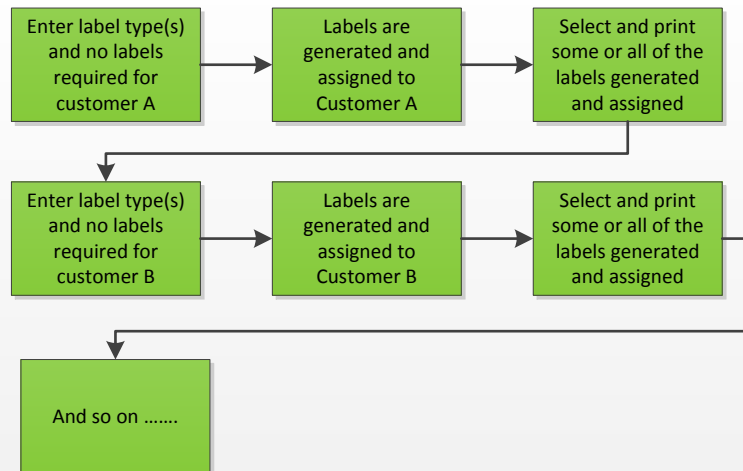 Enter label type(s)
and no labels
required for
customer A
Labels are
generated and
assigned to
Customer A
Select and print
some or all of the
labels generated
and assigned
Enter label type(s)
and no labels
required for
customer B
Labels are
generated and
assigned to
Customer B
Select and print
some or all of the
labels generated
and assigned
And so on …….